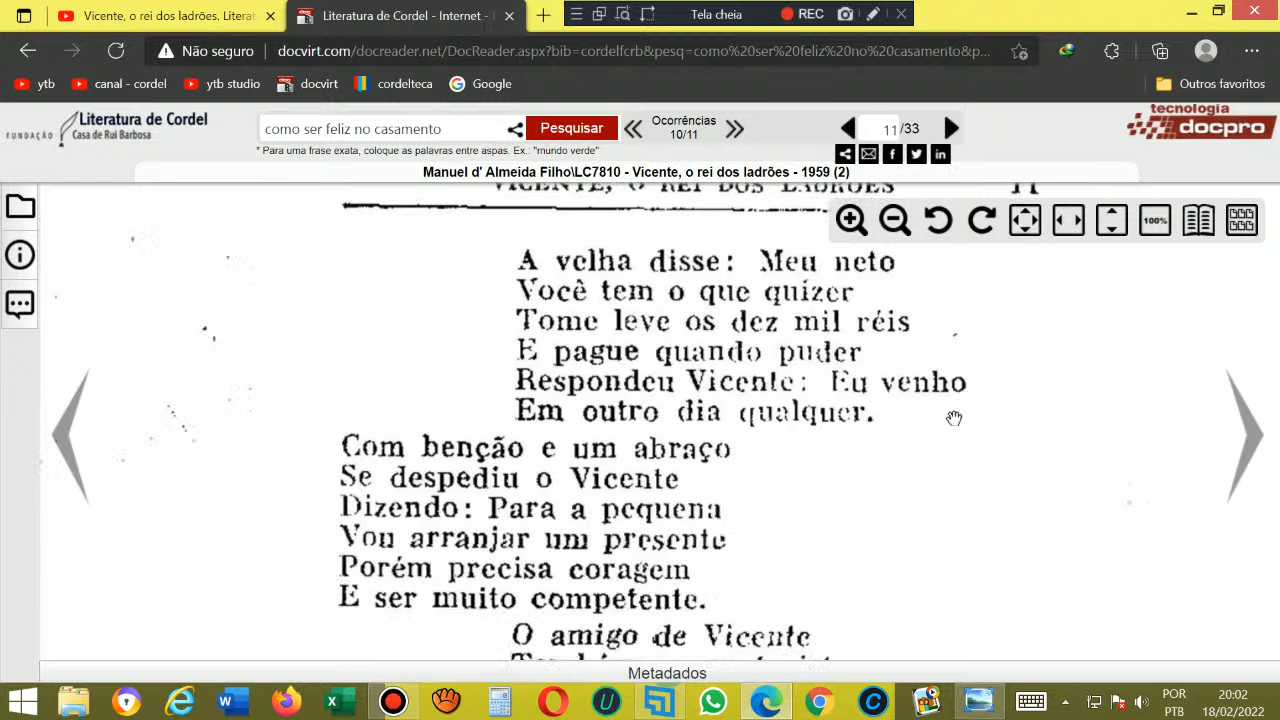 Vicente, o rei dos ladrões. Literat
Literatura de Cordel - Internet - I
Tela cheia
REC
Não seguro
docvirt.com/docreader.net/DocReader.aspx?bib=cordelfcrb&pesq=como%20ser%20feliz%20no%20casamento&p...
ytb
canal - cordel
ytb studio
docvirt
cordelteca
Google
Outros favoritos
FUNDAÇÃO
Literatura de Cordel
Casa de Rui Barbosa
como ser feliz no casamento
Pesquisar
Ocorrências
10/11
11 /33
tecnologia
docpro
* Para uma frase exata, coloque as palavras entre aspas. Ex.: "mundo verde"
Manuel d' Almeida Filho\LC7810 - Vicente, o rei dos ladrões - 1959 (2)
VICENTE, O REI DOS LADRÕES 11
100%
A velha disse: Meu neto
Você tem o que quizer
Tome leve os dez mil réis
E pague quando puder
Respondeu Vicente: Eu venho
Em outro dia qualquer.
Com benção e um abraço
Se despediu o Vicente
Dizendo: Para a pequena
Vou arranjar um presente
Porém precisa coragem
E ser muito competente.
O amigo de Vicente
Metadados
POR
PTB
20:02
18/02/2022